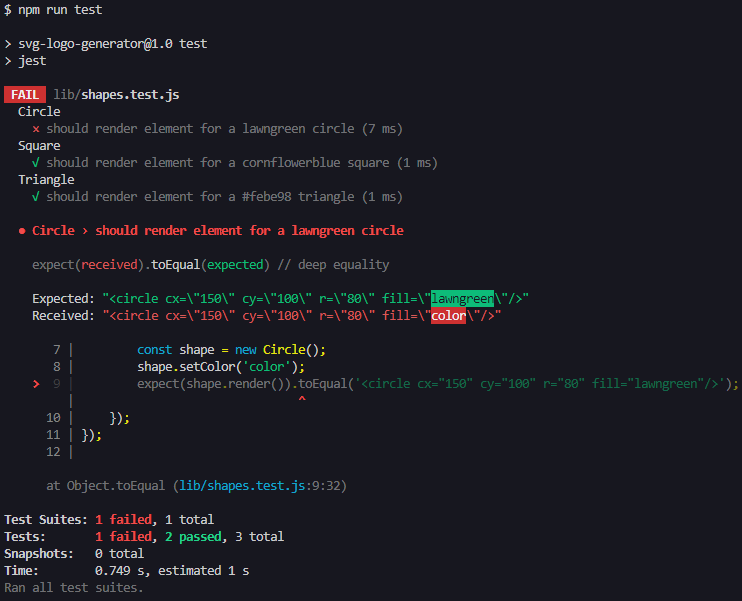 $ npm run test
> svg-logo-generator@1.0 test
> jest
FAIL lib/shapes.test.js
Circle
× should render element for a lawngreen circle (7 ms)
Square
√ should render element for a cornflowerblue square (1 ms)
Triangle
√ should render element for a #febe98 triangle (1 ms)
● Circle › should render element for a lawngreen circle
expect(received).toEqual(expected) // deep equality
Expected: "<circle cx=\"150\" cy=\"100\" r=\"80\" fill=\"lawngreen\"/>"
Received: "<circle cx=\"150\" cy=\"100\" r=\"80\" fill=\"color\"/>"
7 | const shape = new Circle();
8 | shape.setColor('color');
> 9 | expect(shape.render()).toEqual('<circle cx="150" cy="100" r="80" fill="lawngreen"/>');
| ^
10 | });
11 | });
12 |
at Object.toEqual (lib/shapes.test.js:9:32)
Test Suites: 1 failed, 1 total
Tests: 1 failed, 2 passed, 3 total
Snapshots: 0 total
Time: 0.749 s, estimated 1 s
Ran all test suites.